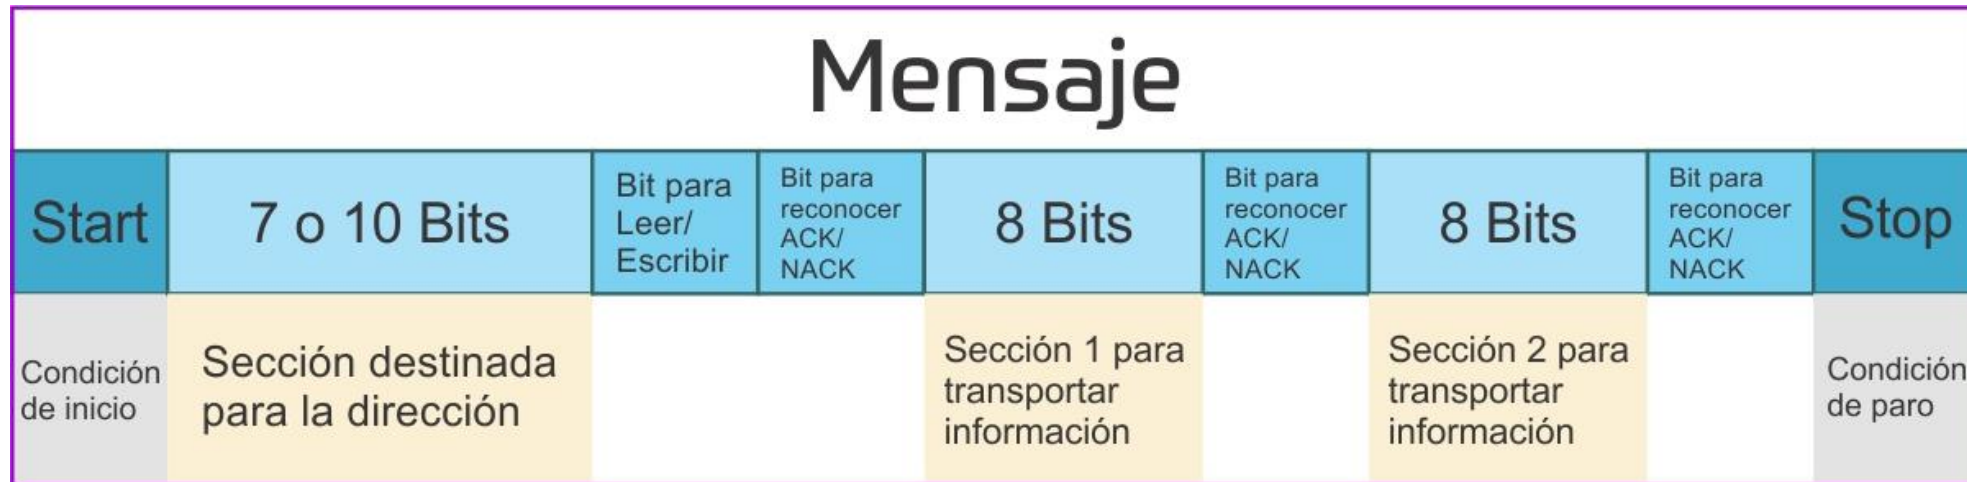 Mensaje
Start
7 o 10 Bits
Bit para
Leer/
Escribir
Bit para
reconocer
ACK/
NACK
8 Bits
Bit para
reconocer
ACK/
NACK
8 Bits
Bit para
reconocer
ACK/
NACK
Stop
Condición
de inicio
Sección destinada
para la dirección
Sección 1 para
transportar
información
Sección 2 para
transportar
información
Condición
de paro